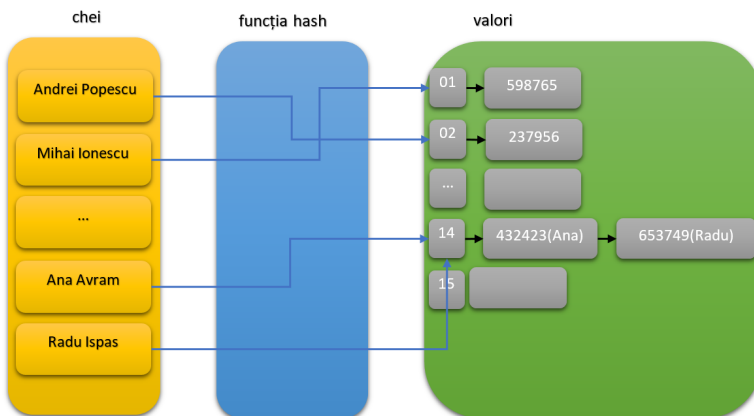 chei
funcția hash
valori
Andrei Popescu
Mihai Ionescu
...
Ana Avram
Radu Ispas
01
598765
02
237956
...
14
432423(Ana)
653749(Radu)
15